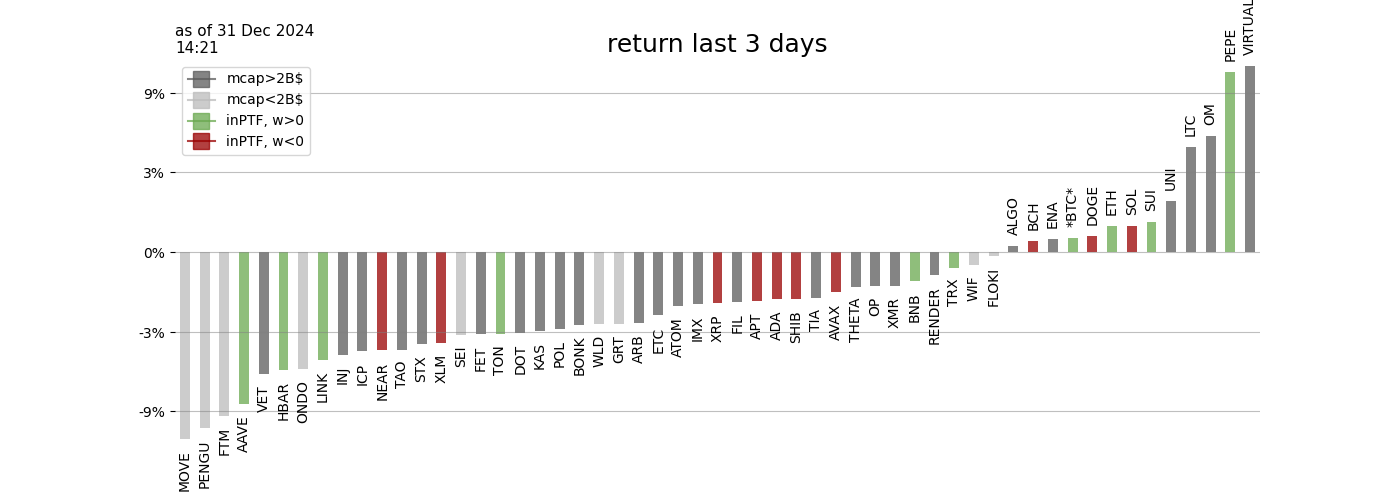 as of 31 Dec 2024
14:21
return last 3 days
mcap>2B$
mcap<2B$
inPTF, w>0
inPTF, w<0
9%
3%
0%
-3%
-9%
MOVE
PENGU
FTM
AAVE
VET
HBAR
ONDO
LINK
INJ
ICP
NEAR
TAO
STX
XLM
SEI
FET
TON
DOT
KAS
POL
BONK
WLD
GRT
ARB
ETC
ATOM
IMX
XRP
FIL
APT
ADA
SHIB
TIA
AVAX
THETA
OP
XMR
BNB
RENDER
TRX
WIF
FLOKI
ALGO
BCH
ENA
*BTC*
DOGE
ETH
SOL
SUI
UNI
LTC
OM
PEPE
VIRTUAL